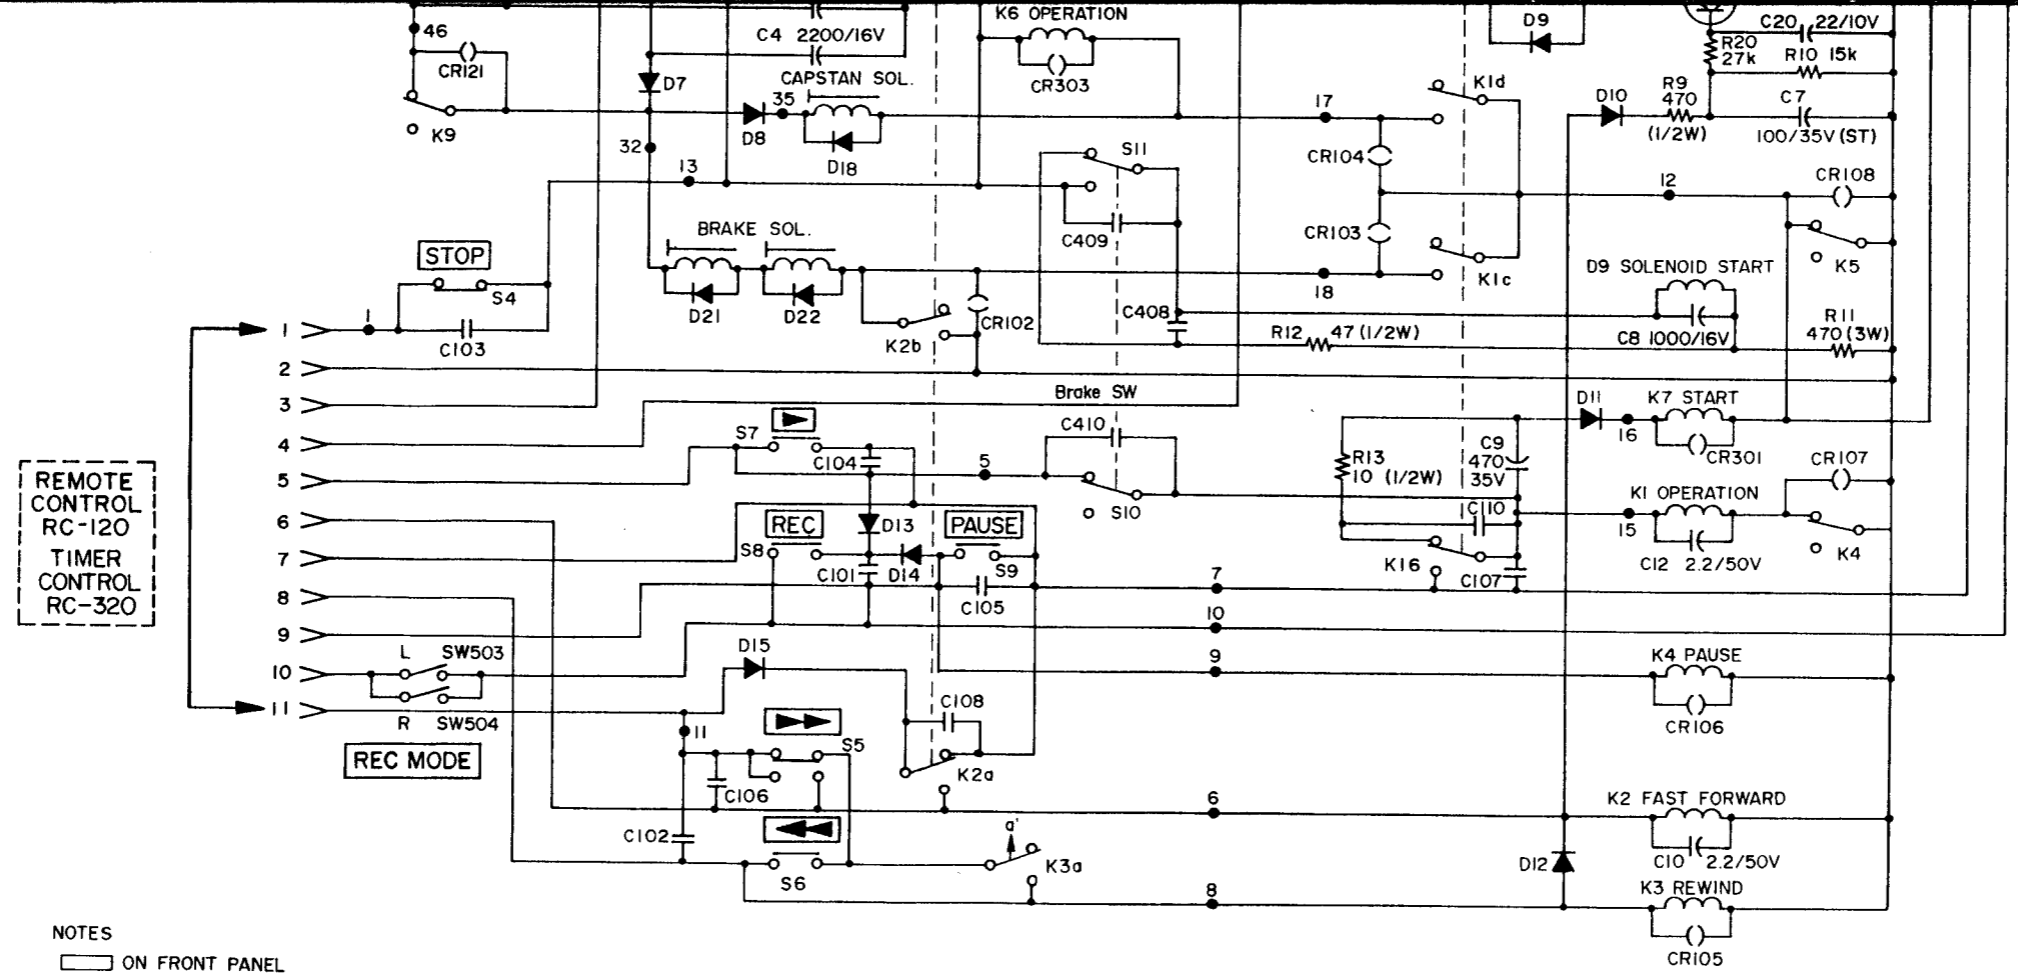 46
CR121
K9
C4 2200/16V
D7
CAPSTAN SOL.
D8
35
D18
K6 OPERATION
CR303
32
13
17
K1d
D9
C20 22/10V
R20
27k
R10 15k
D10
R9
470
(1/2W)
C7
100/35V(ST)
CR104
S11
12
CR108
CR103
C409
K1c
K5
STOP
S4
BRAKE SOL.
D21
D22
K2b
CR102
18
C408
D9 SOLENOID START
C8 1000/16V
R11
470(3W)
R12 47 (1/2W)
1
1
C103
2
3
Brake SW
4
S7
C104
C410
D11
16
K7 START
CR301
5
5
S10
R13
10 (1/2W)
C9
470
35V
CR107
REMOTE
CONTROL
RC-120
TIMER
CONTROL
RC-320
6
REC
D13
PAUSE
C110
K1 OPERATION
15
C12 2.2/50V
K4
7
S8
C101
D14
S9
K16
C107
8
C105
7
9
10
10
L SW503
R SW504
REC MODE
D15
9
K4 PAUSE
CR106
11
11
C108
S5
K2a
C106
6
K2 FAST FORWARD
C10 2.2/50V
C102
S6
a'
K3a
D12
8
K3 REWIND
CR105
NOTES
ON FRONT PANEL